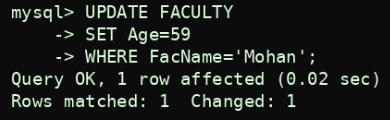 mysql> UPDATE FACULTY
    -> SET Age=59
    -> WHERE FacName='Mohan';
Query OK, 1 row affected (0.02 sec)
Rows matched: 1  Changed: 1